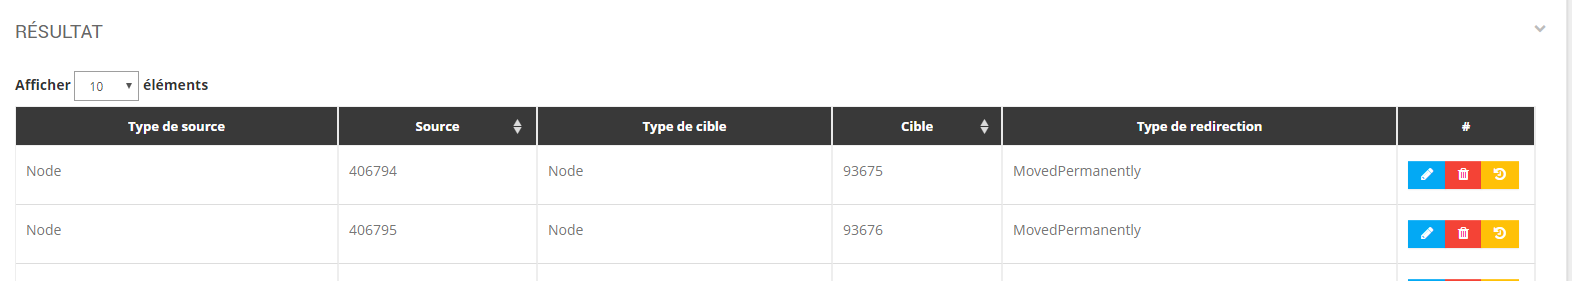 RÉSULTAT
Afficher 10 éléments
Type de source Source Type de cible Cible Type de redirection #
Node 406794 Node 93675 MovedPermanently
Node 406795 Node 93676 MovedPermanently